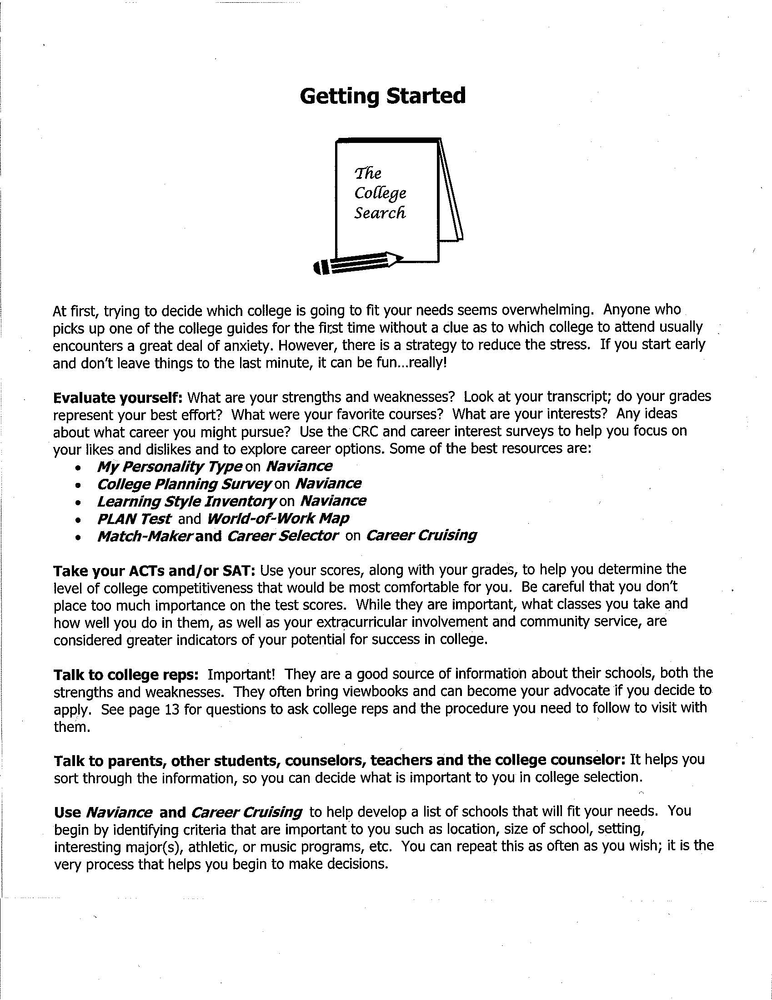 Getting Started
The
College
Search
At first, trying to decide which college is going to fit your needs seems overwhelming. Anyone who
picks up one of the college guides for the first time without a clue as to which college to attend usually
encounters a great deal of anxiety. However, there is a strategy to reduce the stress. If you start early
and don't leave things to the last minute, it can be fun...really!
Evaluate yourself: What are your strengths and weaknesses? Look at your transcript; do your grades
represent your best effort? What were your favorite courses? What are your interests? Any ideas
about what career you might pursue? Use the CRC and career interest surveys to help you focus on
your likes and dislikes and to explore career options. Some of the best resources are:
• My Personality Type on Naviance
• College Planning Survey on Naviance
• Learning Style Inventory on Naviance
• PLAN Test and World-of-Work Map
• Match-Maker and Career Selector on Career Cruising
Take your ACTs and/or SAT: Use your scores, along with your grades, to help you determine the
level of college competitiveness that would be most comfortable for you. Be careful that you don't
place too much importance on the test scores. While they are important, what classes you take and
how well you do in them, as well as your extracurricular involvement and community service, are
considered greater indicators of your potential for success in college.
Talk to college reps: Important! They are a good source of information about their schools, both the
strengths and weaknesses. They often bring viewbooks and can become your advocate if you decide to
apply. See page 13 for questions to ask college reps and the procedure you need to follow to visit with
them.
Talk to parents, other students, counselors, teachers and the college counselor: It helps you
sort through the information, so you can decide what is important to you in college selection.
Use Naviance and Career Cruising to help develop a list of schools that will fit your needs. You
begin by identifying criteria that are important to you such as location, size of school, setting,
interesting major(s), athletic, or music programs, etc. You can repeat this as often as you wish; it is the
very process that helps you begin to make decisions.